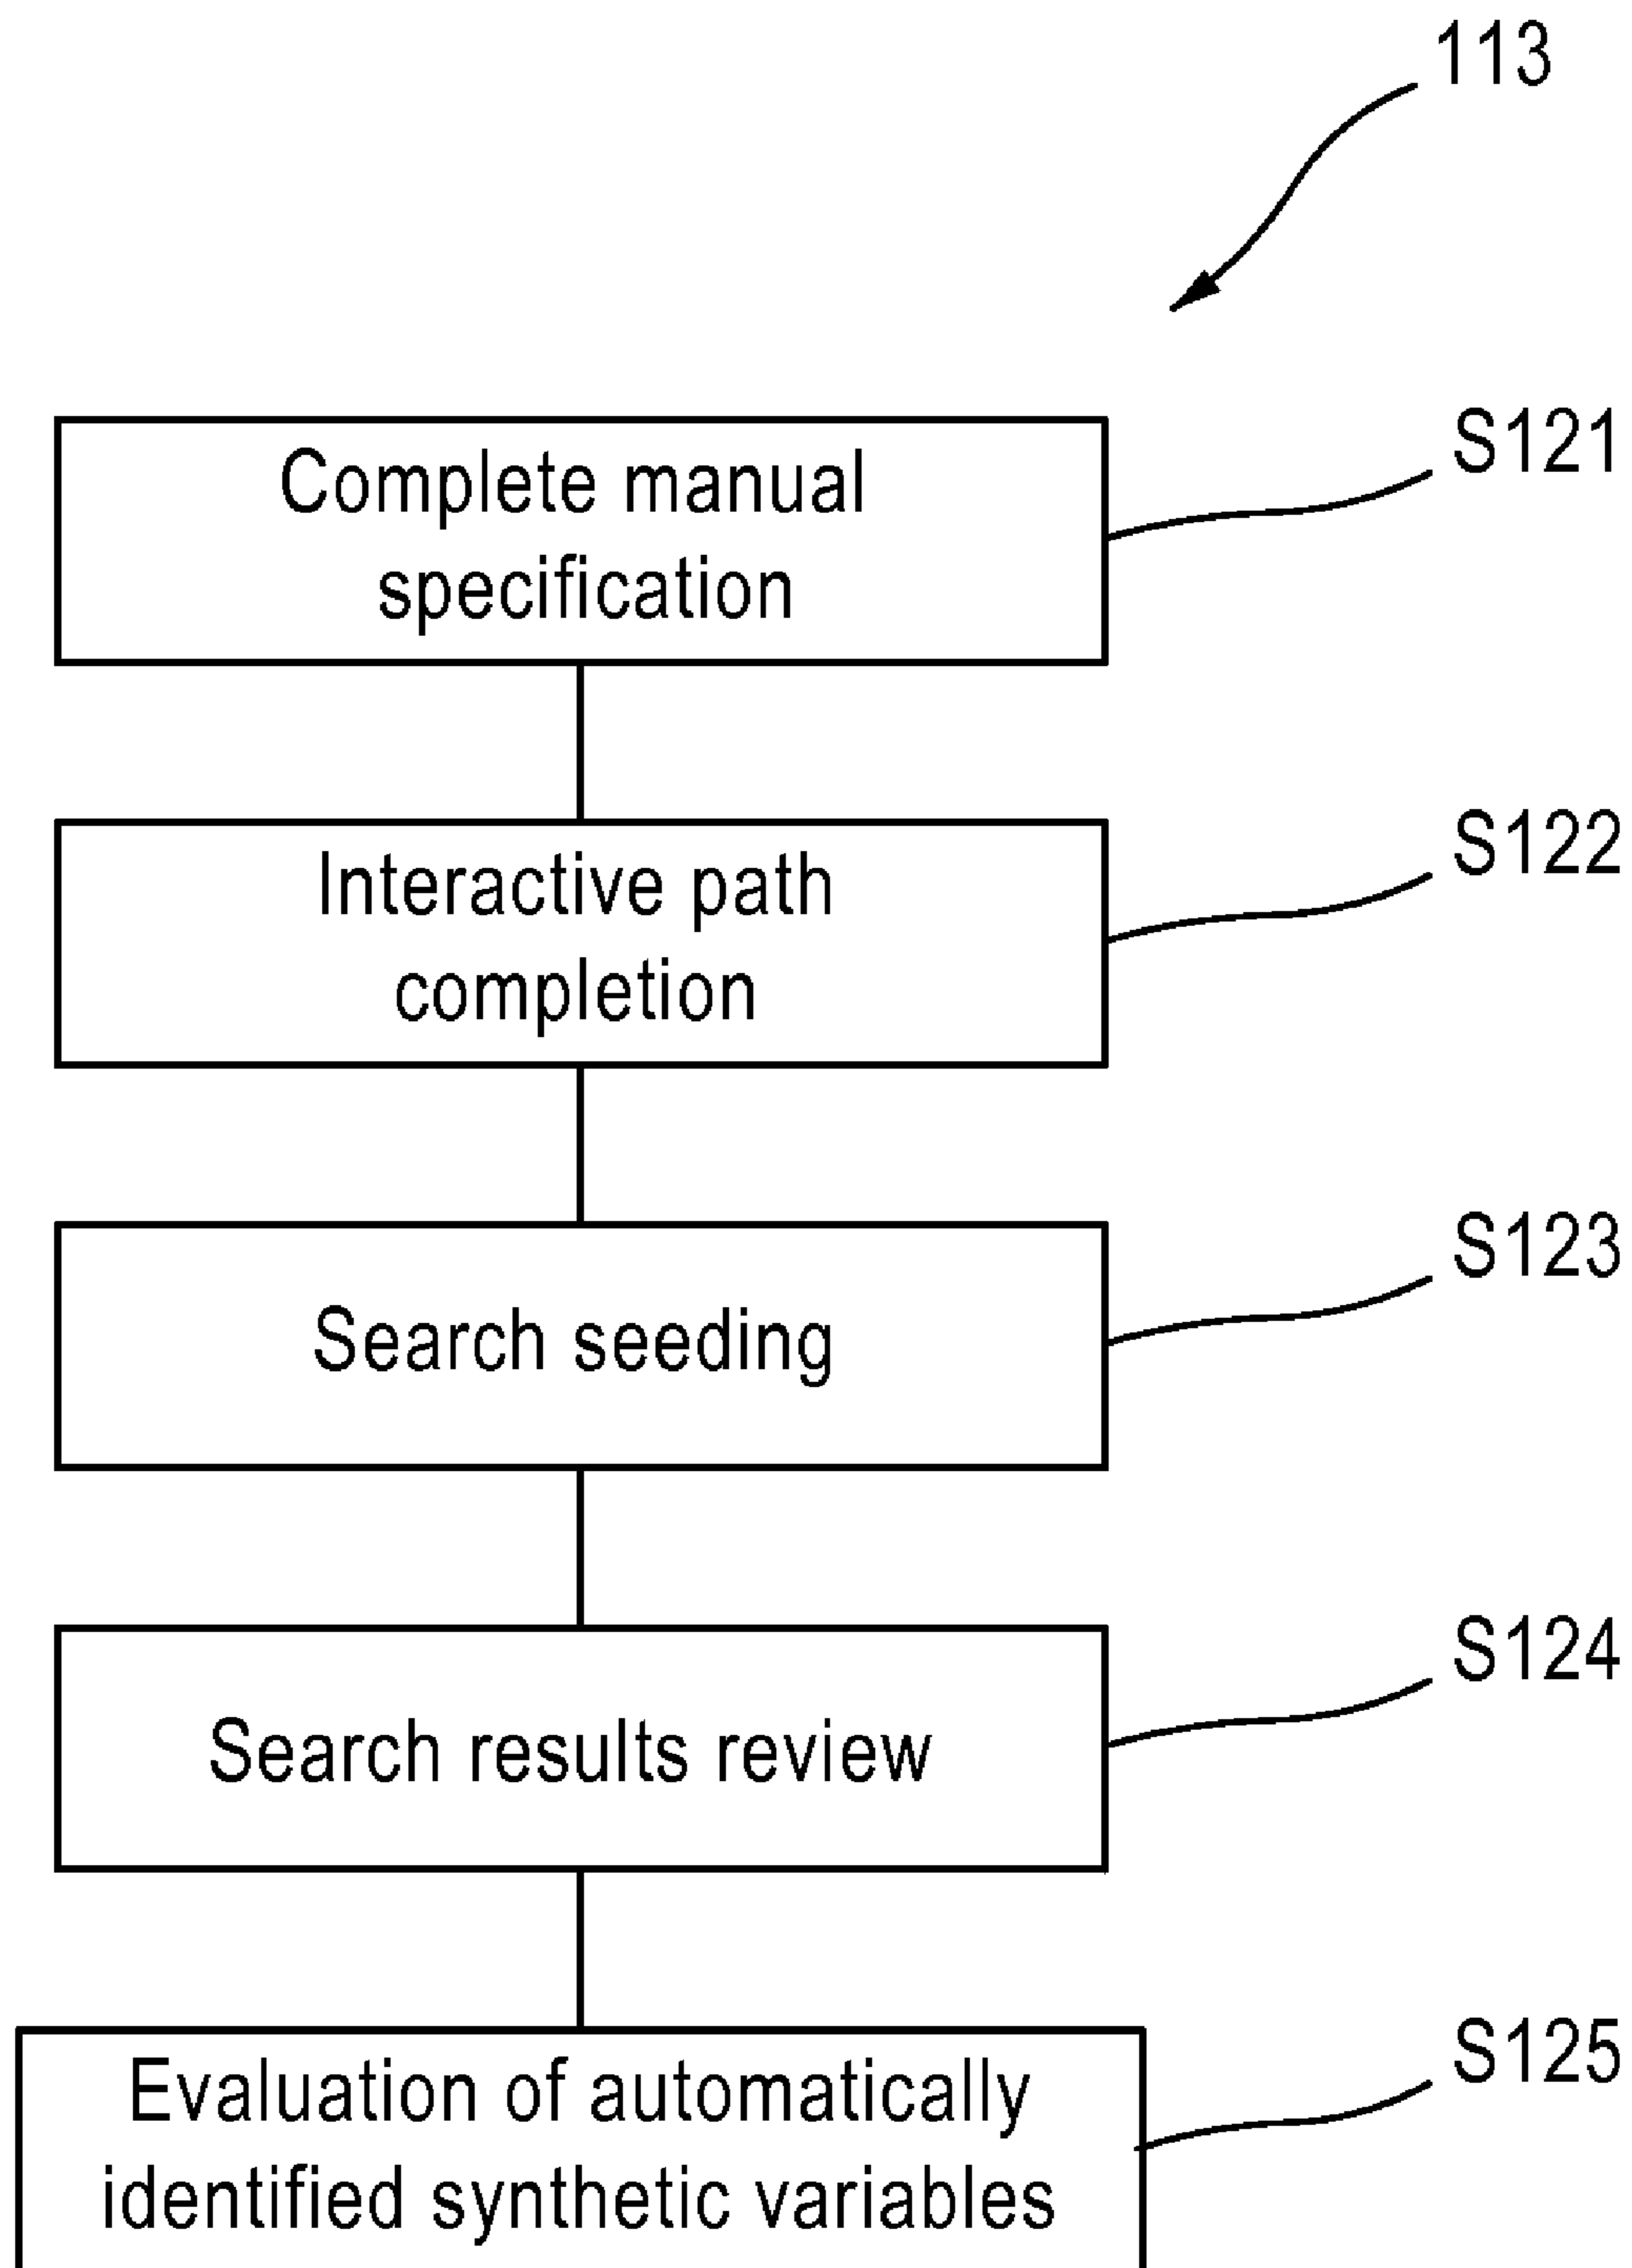 113
Complete manual
specification
S121
Interactive path
completion
S122
Search seeding
S123
Search results review
S124
Evaluation of automatically
identified synthetic variables
S125